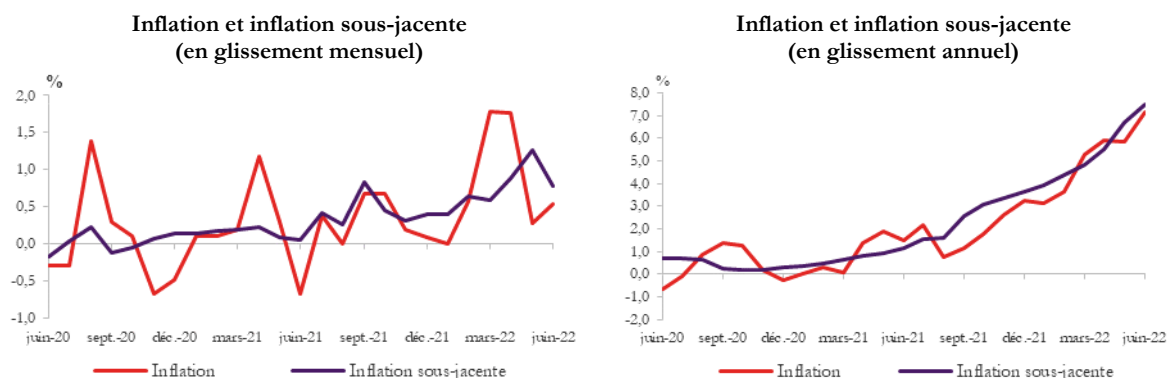 Inflation et inflation sous-jacente
(en glissement mensuel)
%
2,0
1,5
1,0
0,5
0,0
-0,5
-1,0
juin-20 sept.-20 déc.-20 mars-21 juin-21 sept.-21 déc.-21 mars-22 juin-22
Inflation Inflation sous-jacente
Inflation et inflation sous-jacente
(en glissement annuel)
%
8,0
7,0
6,0
5,0
4,0
3,0
2,0
1,0
0,0
-1,0
-2,0
juin-20 sept.-20 déc.-20 mars-21 juin-21 sept.-21 déc.-21 mars-22 juin-22
Inflation Inflation sous-jacente